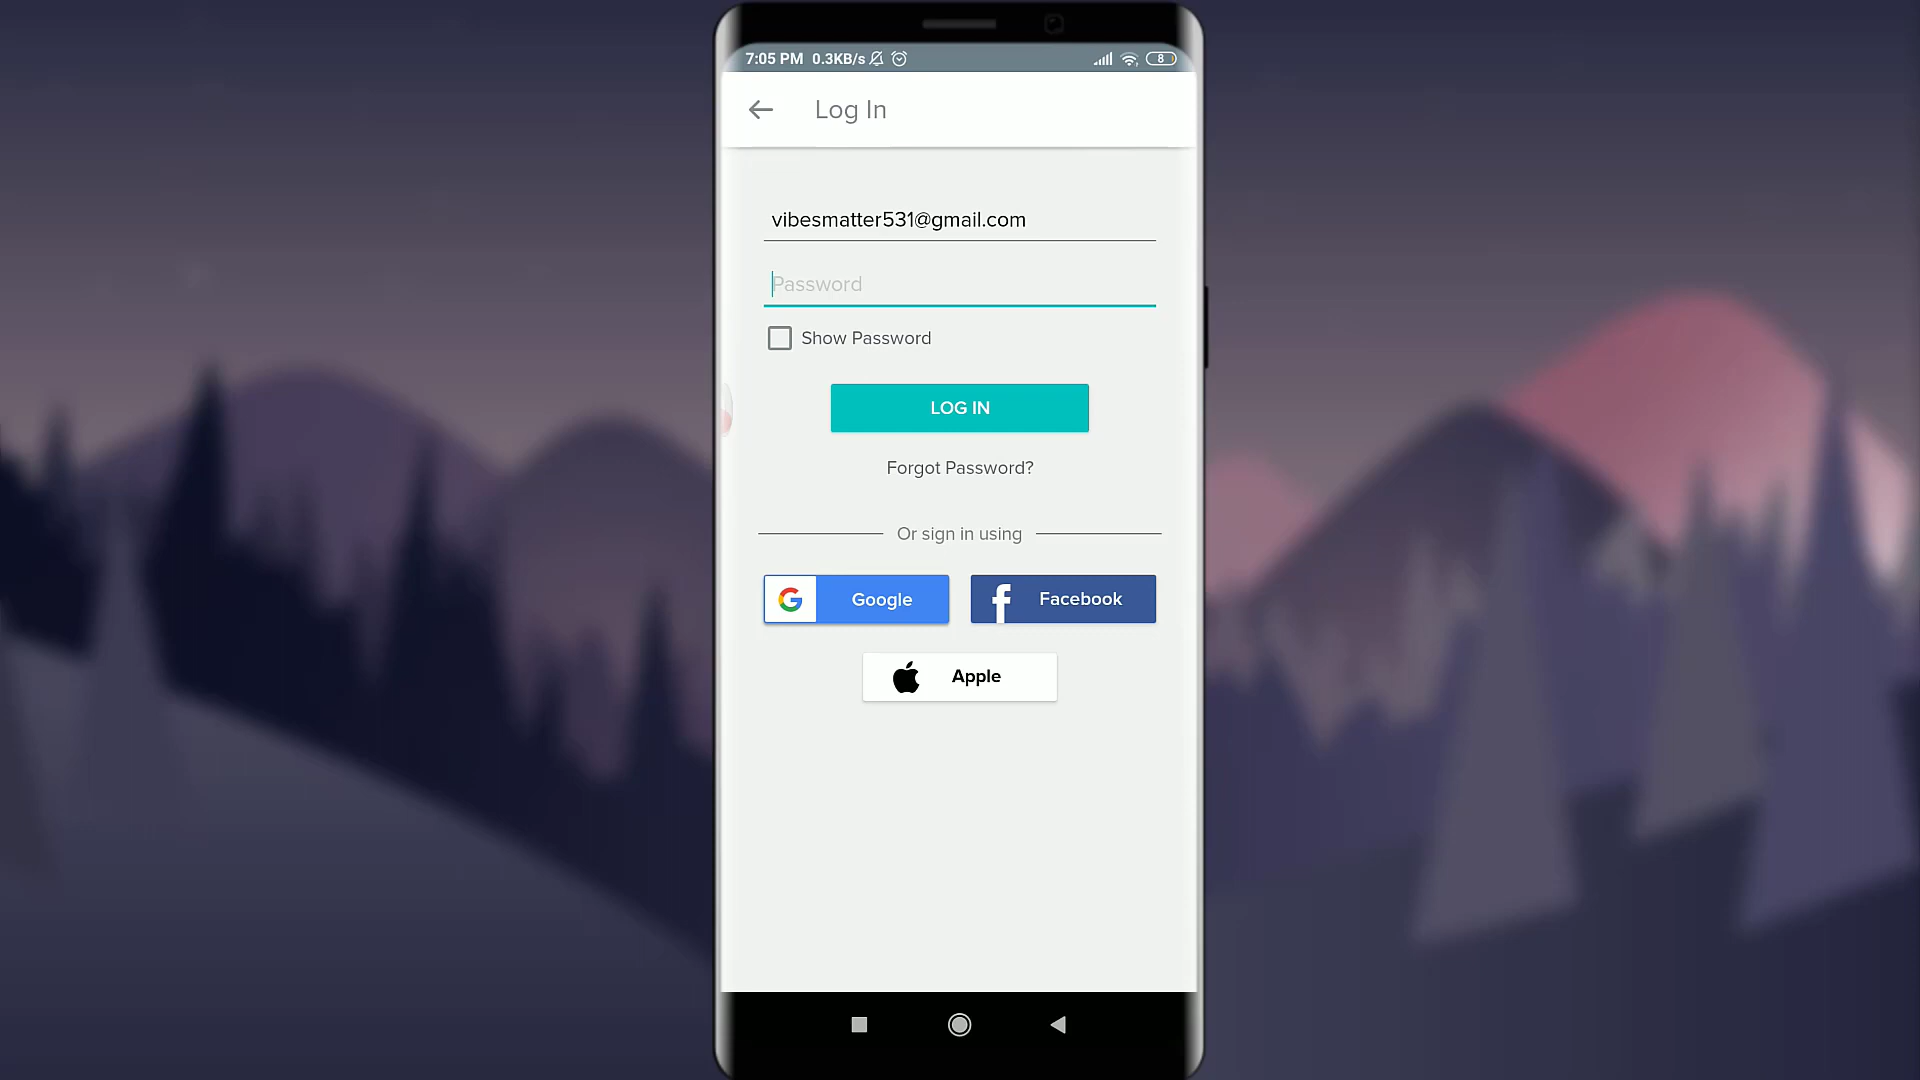 7:05 PM 0.3KB/s 8
Log In
vibesmatter531@gmail.com
Password
Show Password
LOG IN
Forgot Password?
Or sign in using
Google
Facebook
Apple